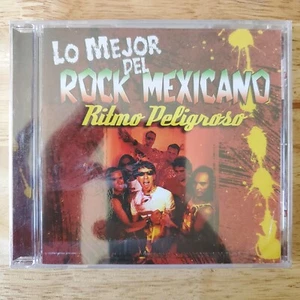 LO MEJOR
DEL
ROCK MEXICANO
Ritmo Peligroso